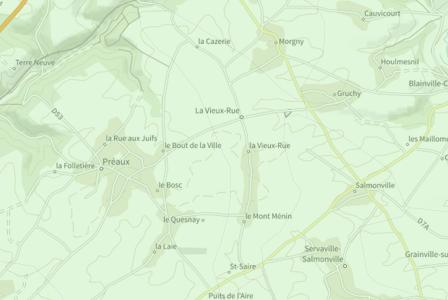 Cauvicourt
la Cazerie
Morgny
Terre Neuve
Houlmesnil
Blainville-C
Gruchy
D53
La Vieux-Rue
la Rue aux Juifs
les Maillom
le Bout de la Ville
la Vieux-Rue
Préaux
la Folletière
le Bosc
Salmonville
le Quesnay
le Mont Ménin
D7A
la Laie
Servaville-
Salmonville
Grainville-su
St-Saire
Puits de l'Aire